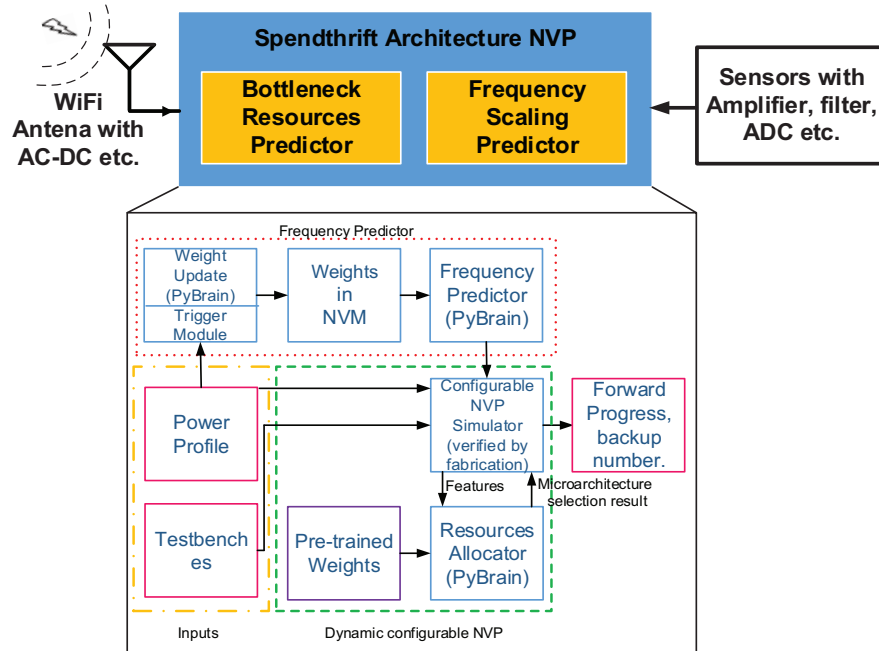 Spendthrift Architecture NVP
WiFi
Antena with
AC-DC etc.
Bottleneck
Resources
Predictor
Frequency
Scaling
Predictor
Sensors with
Amplifier, filter,
ADC etc.
Frequency Predictor
Weight
Update
(PyBrain)
Trigger
Module
Weights
in
NVM
Frequency
Predictor
(PyBrain)
Power
Profile
Configurable
NVP
Simulator
(verified by
fabrication)
Forward
Progress,
backup
number.
Features
Microarchitecture
selection result
Testbenc
es
Pre-trained
Weights
Resources
Allocator
(PyBrain)
Inputs
Dynamic configurable NVP